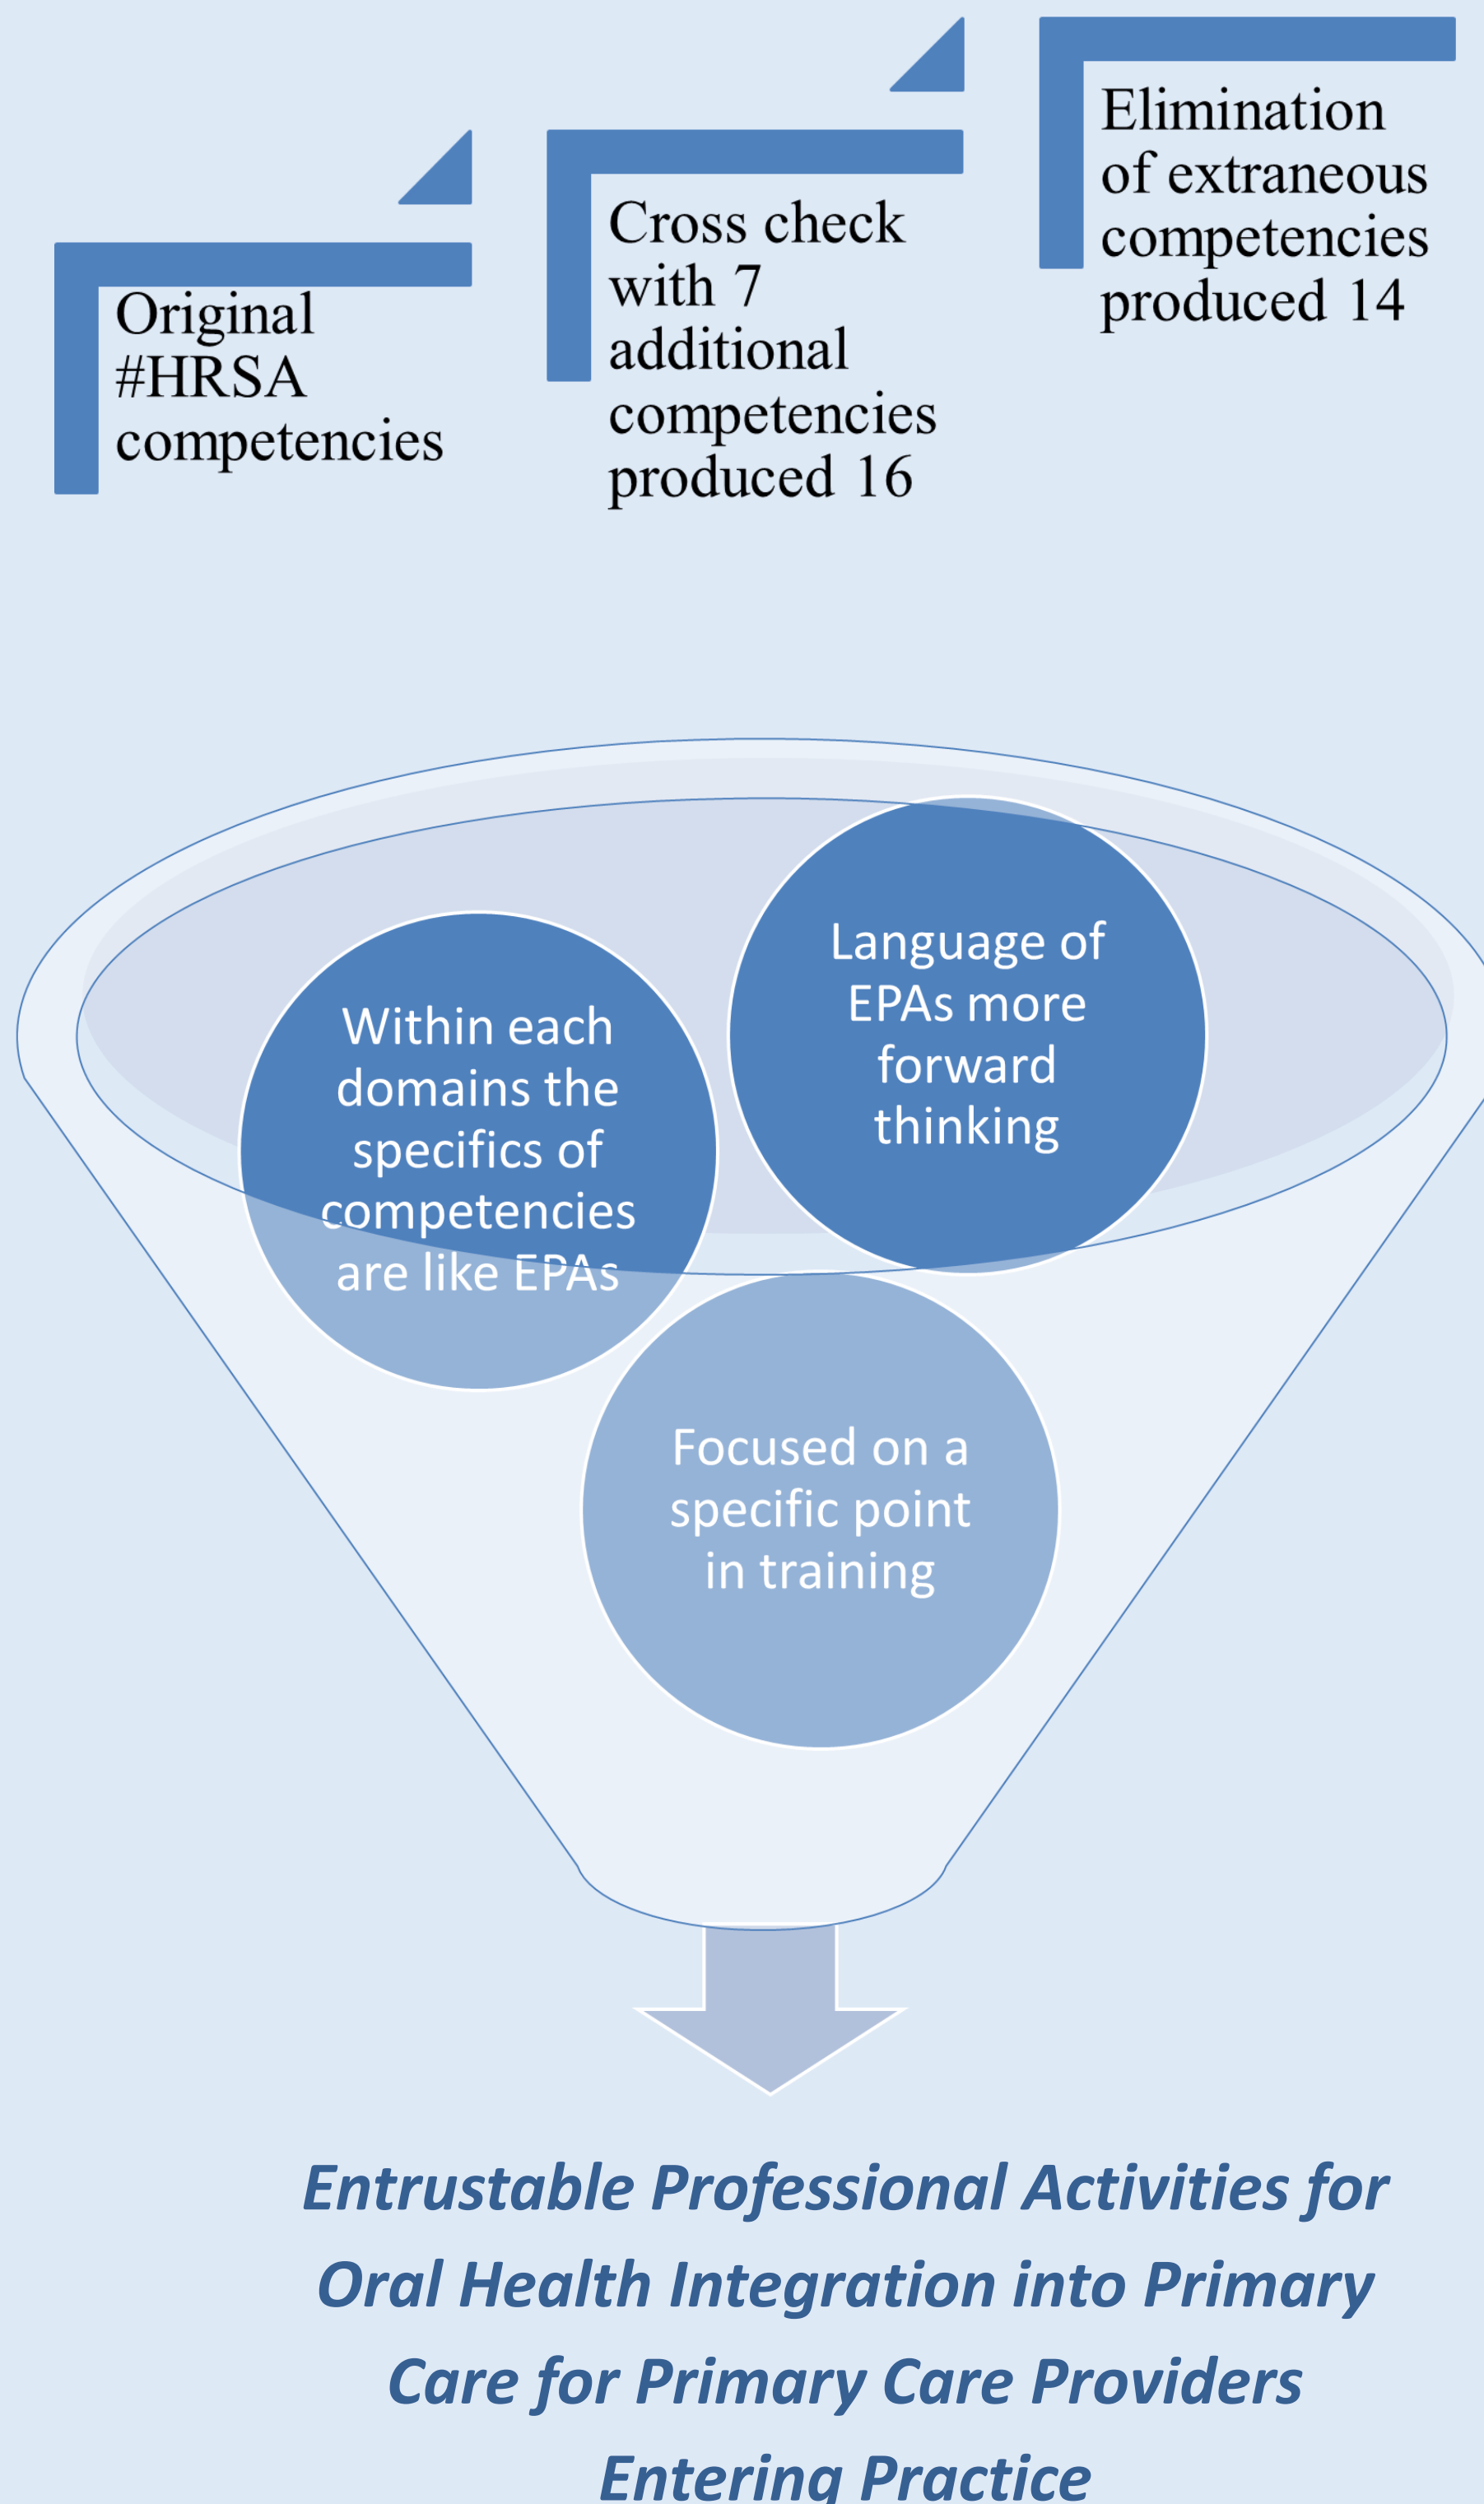 Original
#HRSA
competencies
Cross check
with 7
additional
competencies
produced 16
Elimination
of extraneous
competencies
produced 14
Within each
domains the
specifics of
competencies
are like EPAs
Language of
EPAs more
forward
thinking
Focused on a
specific point
in training
Entrustable Professional Activities for
Oral Health Integration into Primary
Care for Primary Care Providers
Entering Practice